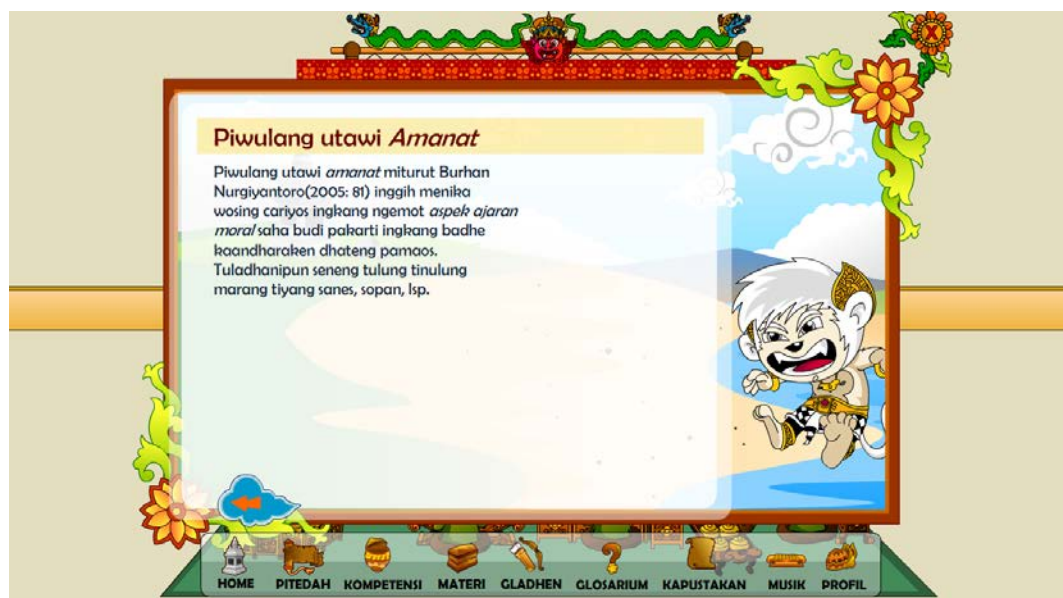 X
Piwulang utawi Amanat
Piwulang utawi amanat miturut Burhan
Nurgiyantoro(2005: 81) inggih menika
wosing cariyos ingkang ngemot aspek ajaran
moral saha budi pakarti ingkang badhe
kaandharaken dhateng pamaos.
Tuladhanipun seneng tulung tinulung
marang tiyang sanes, sopan, lsp.
HOME PITEDAH KOMPETENSI MATERI GLADHEN GLOSARIUM KAPUSTAKAN MUSIK PROFIL